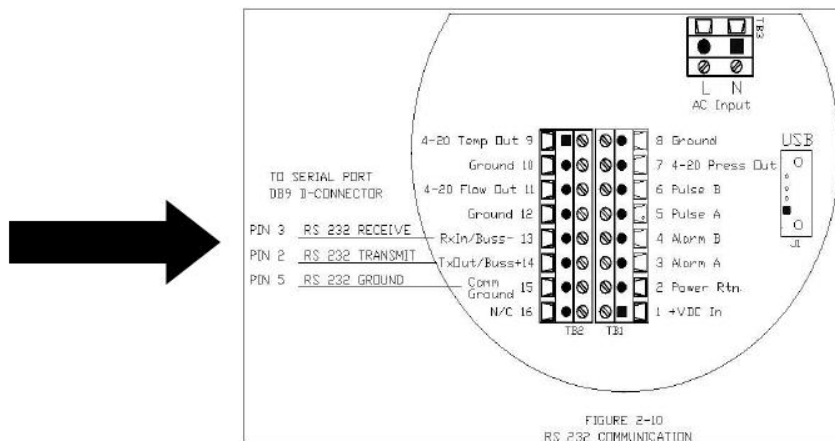 TB3
L N
AC Input
USB
J1
4-20 Temp Out 9
Ground 10
4-20 Flow Out 11
Ground 12
RxIn/Buss- 13
TxOut/Buss+14
Comm Ground 15
N/C 16
8 Ground
7 4-20 Press Out
6 Pulse B
5 Pulse A
4 Alarm B
3 Alarm A
2 Power Rtn.
1 +VDC In
TB2 TB1
TO SERIAL PORT
DB9 D-CONNECTOR
PIN 3 RS 232 RECEIVE
PIN 2 RS 232 TRANSMIT
PIN 5 RS 232 GROUND
FIGURE 2-10
RS 232 COMMUNICATION